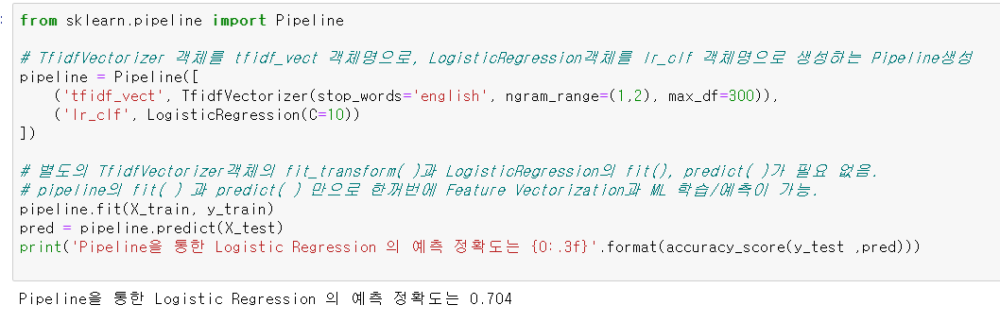 from sklearn.pipeline import Pipeline
# TfidfVectorizer 객체를 tfidf_vect 객체명으로, LogisticRegression객체를 lr_clf 객체명으로 생성하는 Pipeline생성
pipeline = Pipeline([
    ('tfidf_vect', TfidfVectorizer(stop_words='english', ngram_range=(1,2), max_df=300)),
    ('lr_clf', LogisticRegression(C=10))
])
# 별도의 TfidfVectorizer객체의 fit_transform( )과 LogisticRegression의 fit(), predict( )가 필요 없음.
# pipeline의 fit( ) 과 predict( ) 만으로 한꺼번에 Feature Vectorization과 ML 학습/예측이 가능.
pipeline.fit(X_train, y_train)
pred = pipeline.predict(X_test)
print('Pipeline을 통한 Logistic Regression 의 예측 정확도는 {0:.3f}'.format(accuracy_score(y_test ,pred)))
Pipeline을 통한 Logistic Regression 의 예측 정확도는 0.704